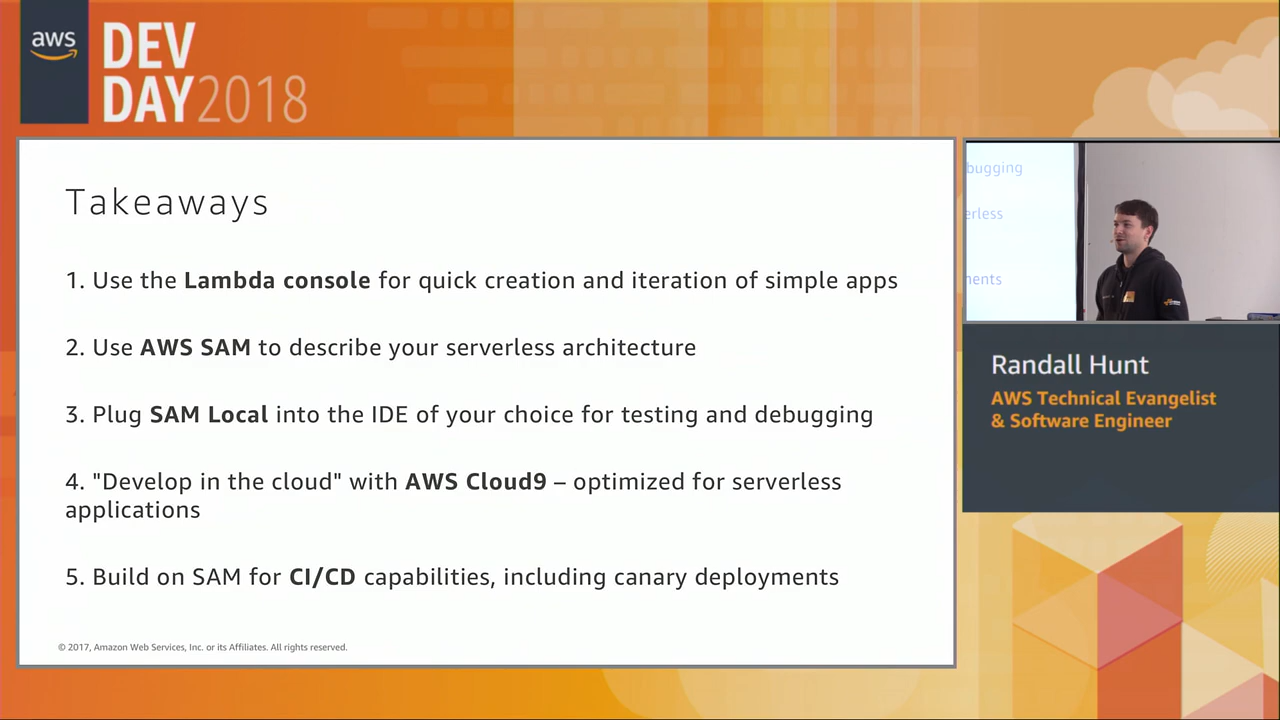 aws
DEV
DAY2018
Takeaways
1. Use the Lambda console for quick creation and iteration of simple apps
2. Use AWS SAM to describe your serverless architecture
3. Plug SAM Local into the IDE of your choice for testing and debugging
4. "Develop in the cloud" with AWS Cloud9 – optimized for serverless
applications
5. Build on SAM for CI/CD capabilities, including canary deployments
© 2017, Amazon Web Services, Inc. or its Affiliates. All rights reserved.
bugging
erless
nents
Randall Hunt
AWS Technical Evangelist
& Software Engineer